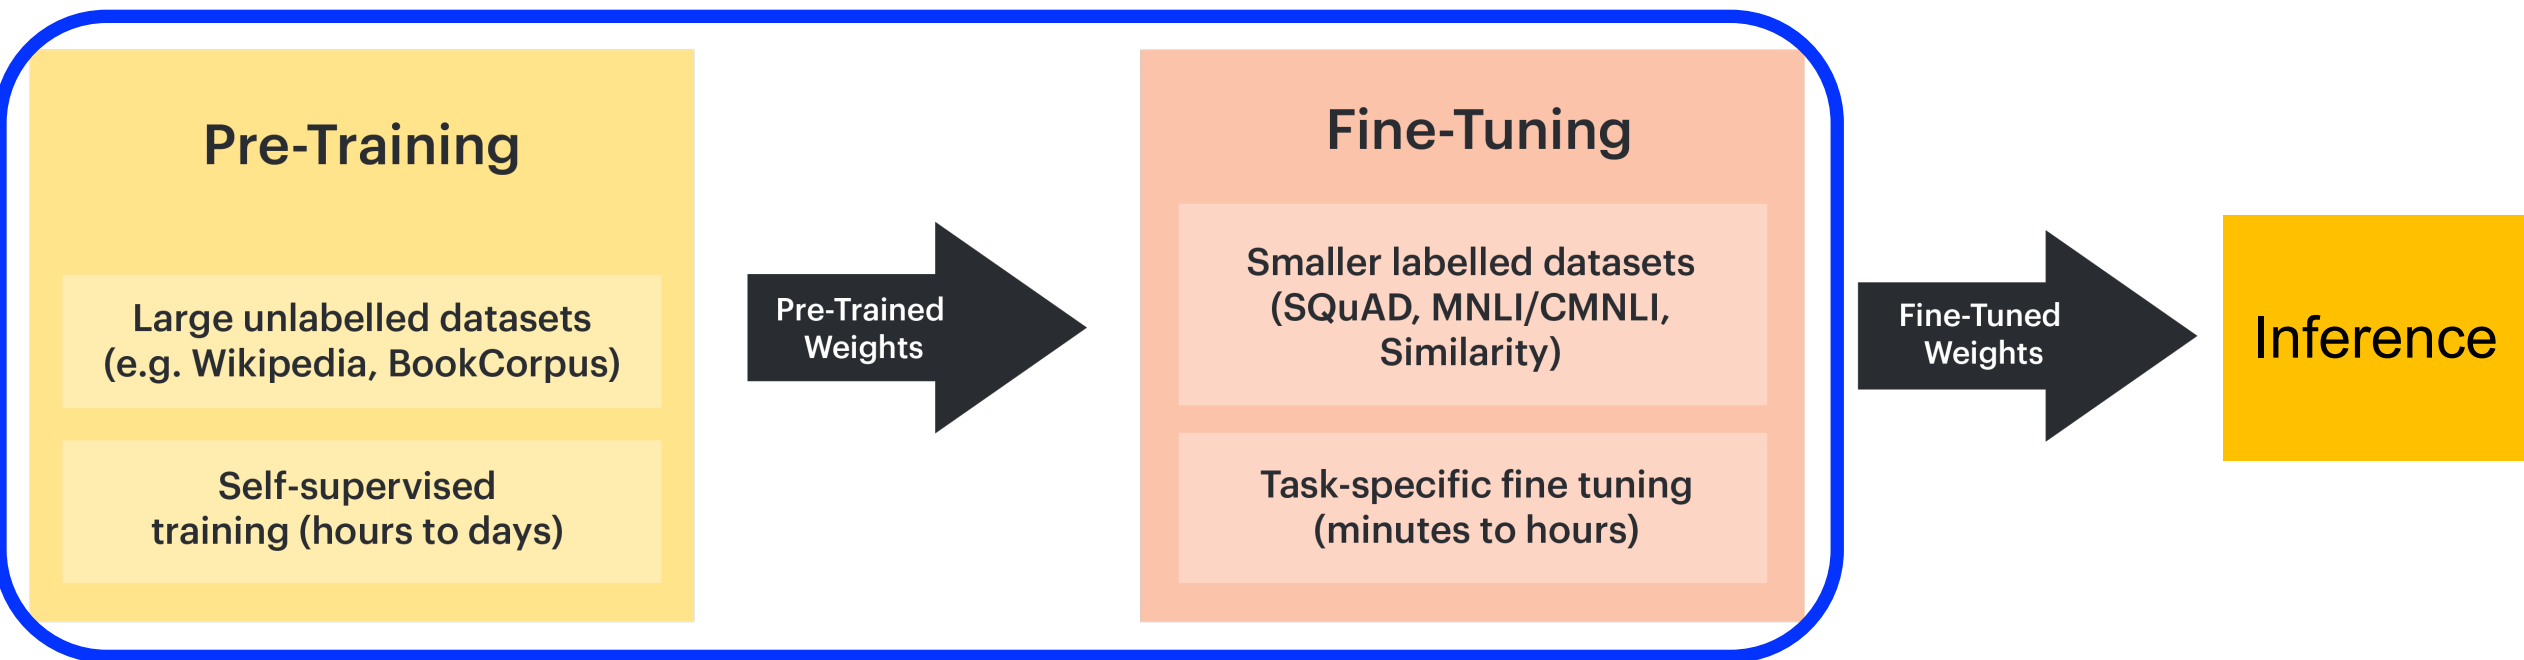 Pre-Training
Large unlabelled datasets
(e.g. Wikipedia, BookCorpus)
Self-supervised
training (hours to days)
Pre-Trained
Weights
Fine-Tuning
Smaller labelled datasets
(SQuAD, MNLI/CMNLI,
Similarity)
Task-specific fine tuning
(minutes to hours)
Fine-Tuned
Weights
Inference